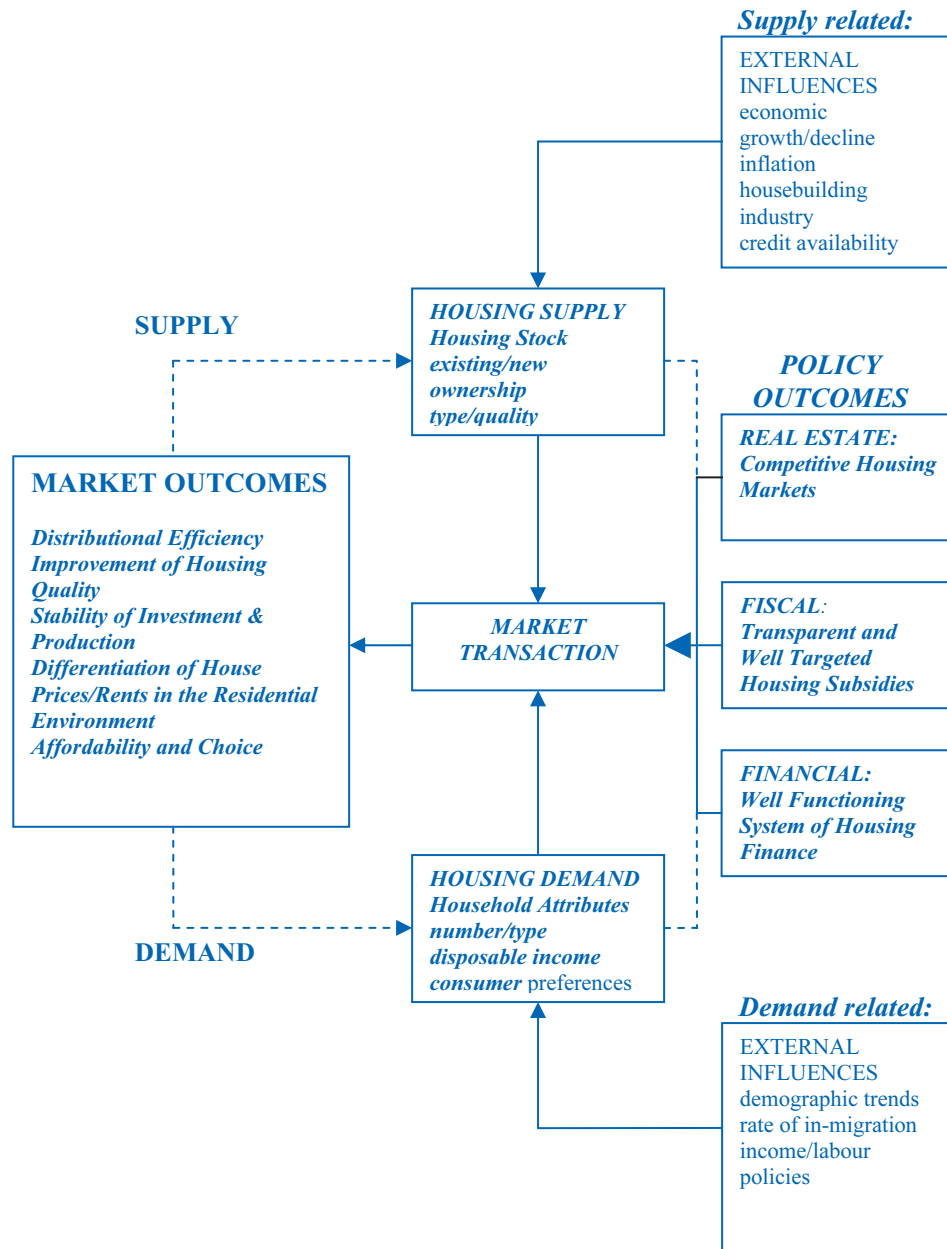 Supply related:
EXTERNAL
INFLUENCES
economic
growth/decline
inflation
housebuilding
industry
credit availability
SUPPLY
HOUSING SUPPLY
Housing Stock
existing/new
ownership
type/quality
POLICY
OUTCOMES
REAL ESTATE:
Competitive Housing
Markets
MARKET OUTCOMES
Distributional Efficiency
Improvement of Housing
Quality
Stability of Investment &
Production
Differentiation of House
Prices/Rents in the Residential
Environment
Affordability and Choice
MARKET
TRANSACTION
FISCAL:
Transparent and
Well Targeted
Housing Subsidies
FINANCIAL:
Well Functioning
System of Housing
Finance
HOUSING DEMAND
Household Attributes
number/type
disposable income
consumer preferences
DEMAND
Demand related:
EXTERNAL
INFLUENCES
demographic trends
rate of in-migration
income/labour
policies